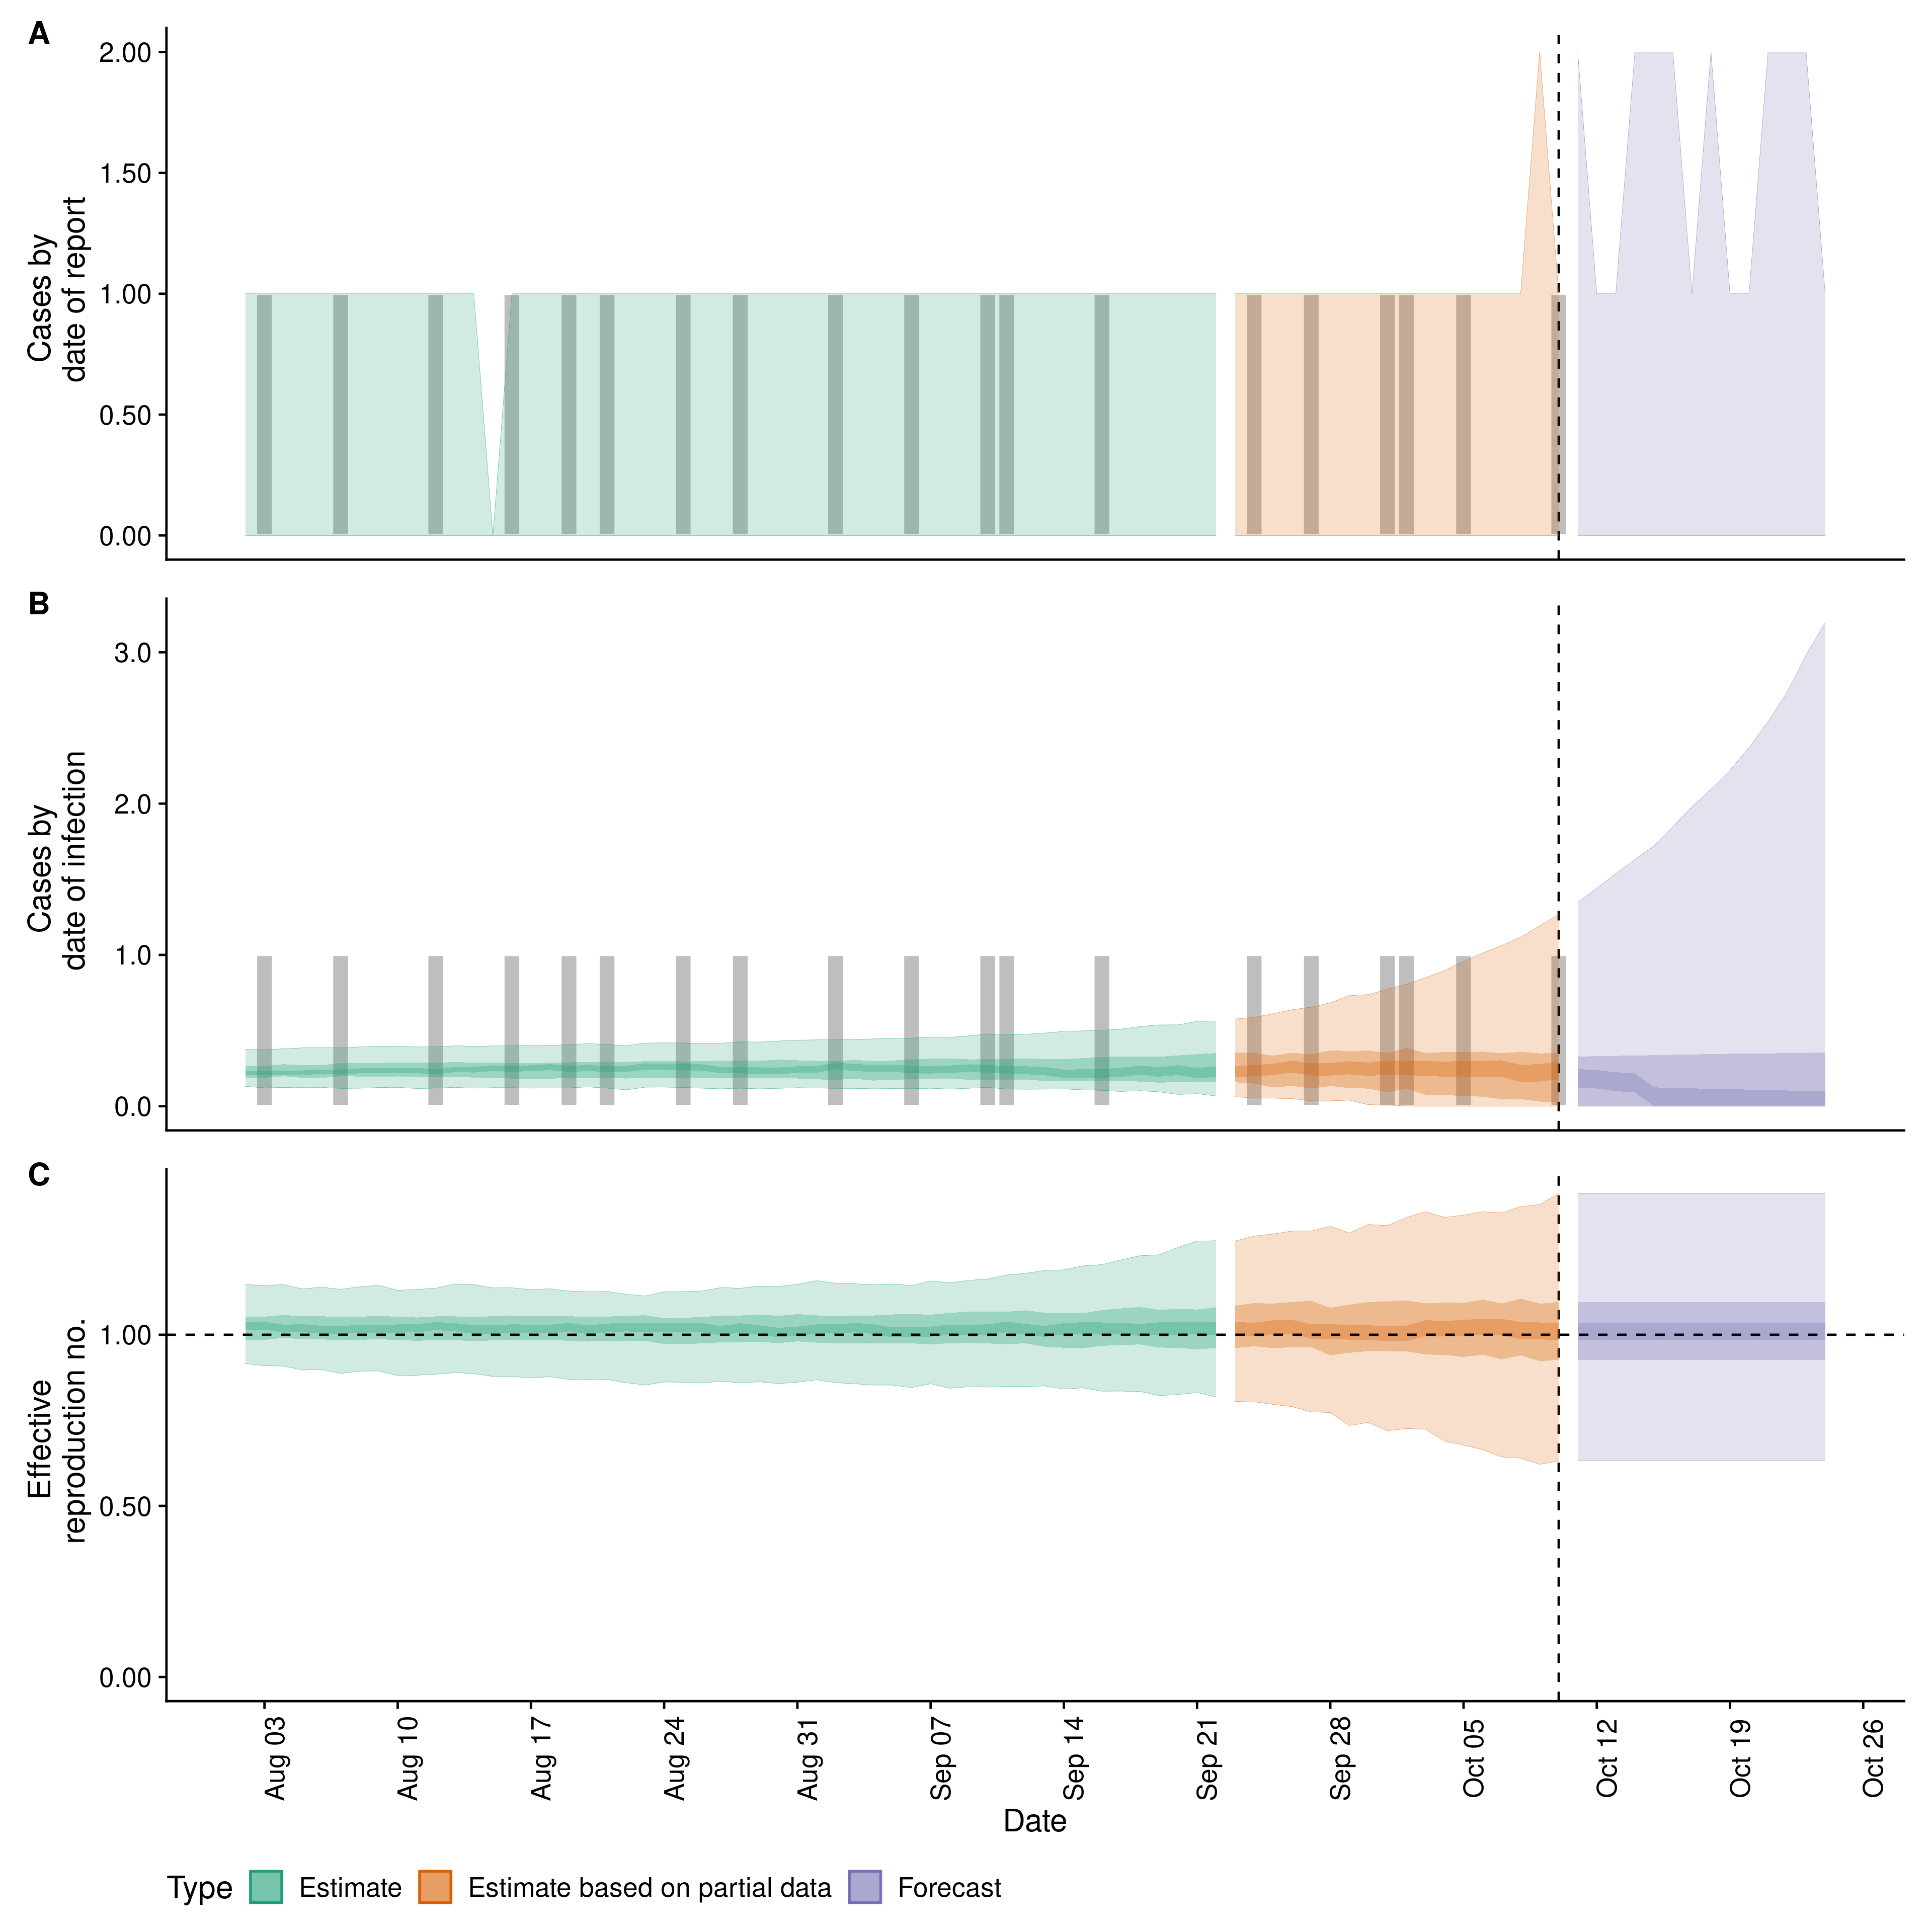 A
Cases by
date of report
2.00
1.50
1.00
0.50
0.00
B
Cases by
date of infection
3.0
2.0
1.0
0.0
C
Effective
reproduction no.
1.00
0.50
0.00
Aug 03
Aug 10
Aug 17
Aug 24
Aug 31
Sep 07
Sep 14
Sep 21
Sep 28
Oct 05
Oct 12
Oct 19
Oct 26
Date
Type Estimate Estimate based on partial data Forecast